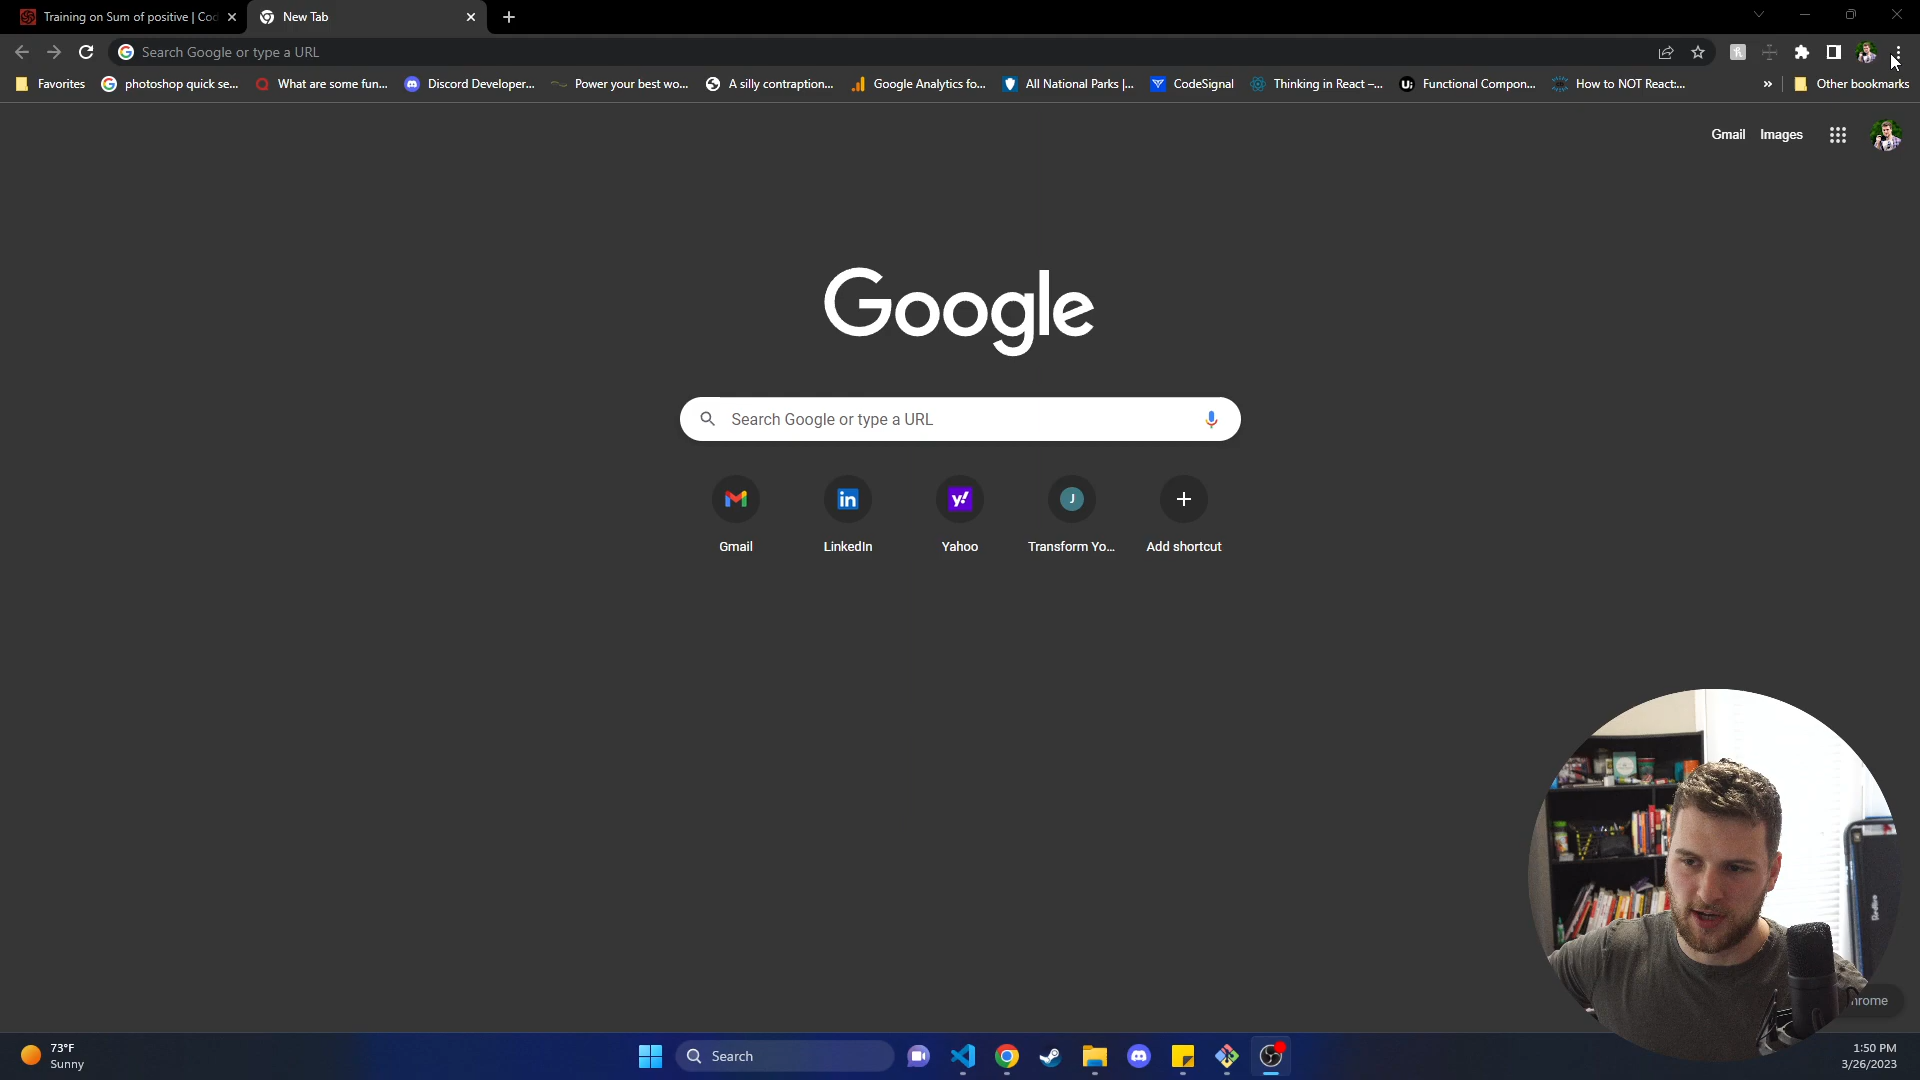 Training on Sum of positive | Cod
New Tab
Search Google or type a URL
Favorites
photoshop quick se...
What are some fun...
Discord Developer...
Power your best wo...
A silly contraption...
Google Analytics fo...
All National Parks |...
CodeSignal
Thinking in React –...
Functional Compon...
How to NOT React:...
»
Other bookmarks
Gmail Images
Google
Search Google or type a URL
Gmail
LinkedIn
Yahoo
Transform Yo...
Add shortcut
hrome
73°F
Sunny
Search
1:50 PM
3/26/2023